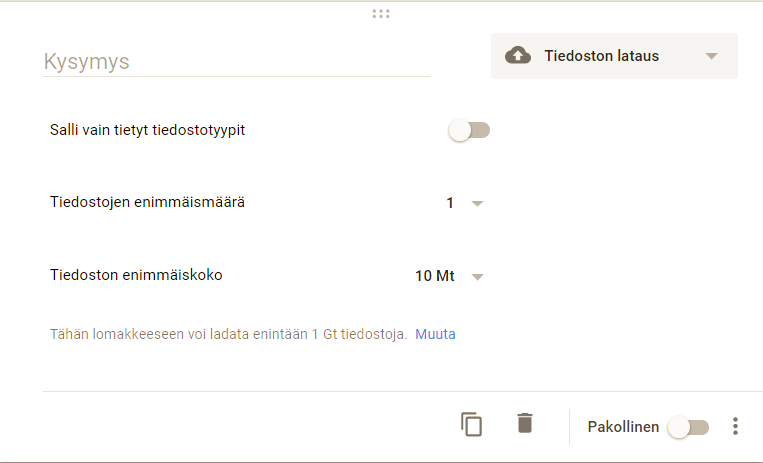 Kysymys
Tiedoston lataus
Salli vain tietyt tiedostotyypit
Tiedostojen enimmäismäärä
1
Tiedoston enimmäiskoko
10 Mt
Tähän lomakkeeseen voi ladata enintään 1 Gt tiedostoja. Muuta
Pakollinen